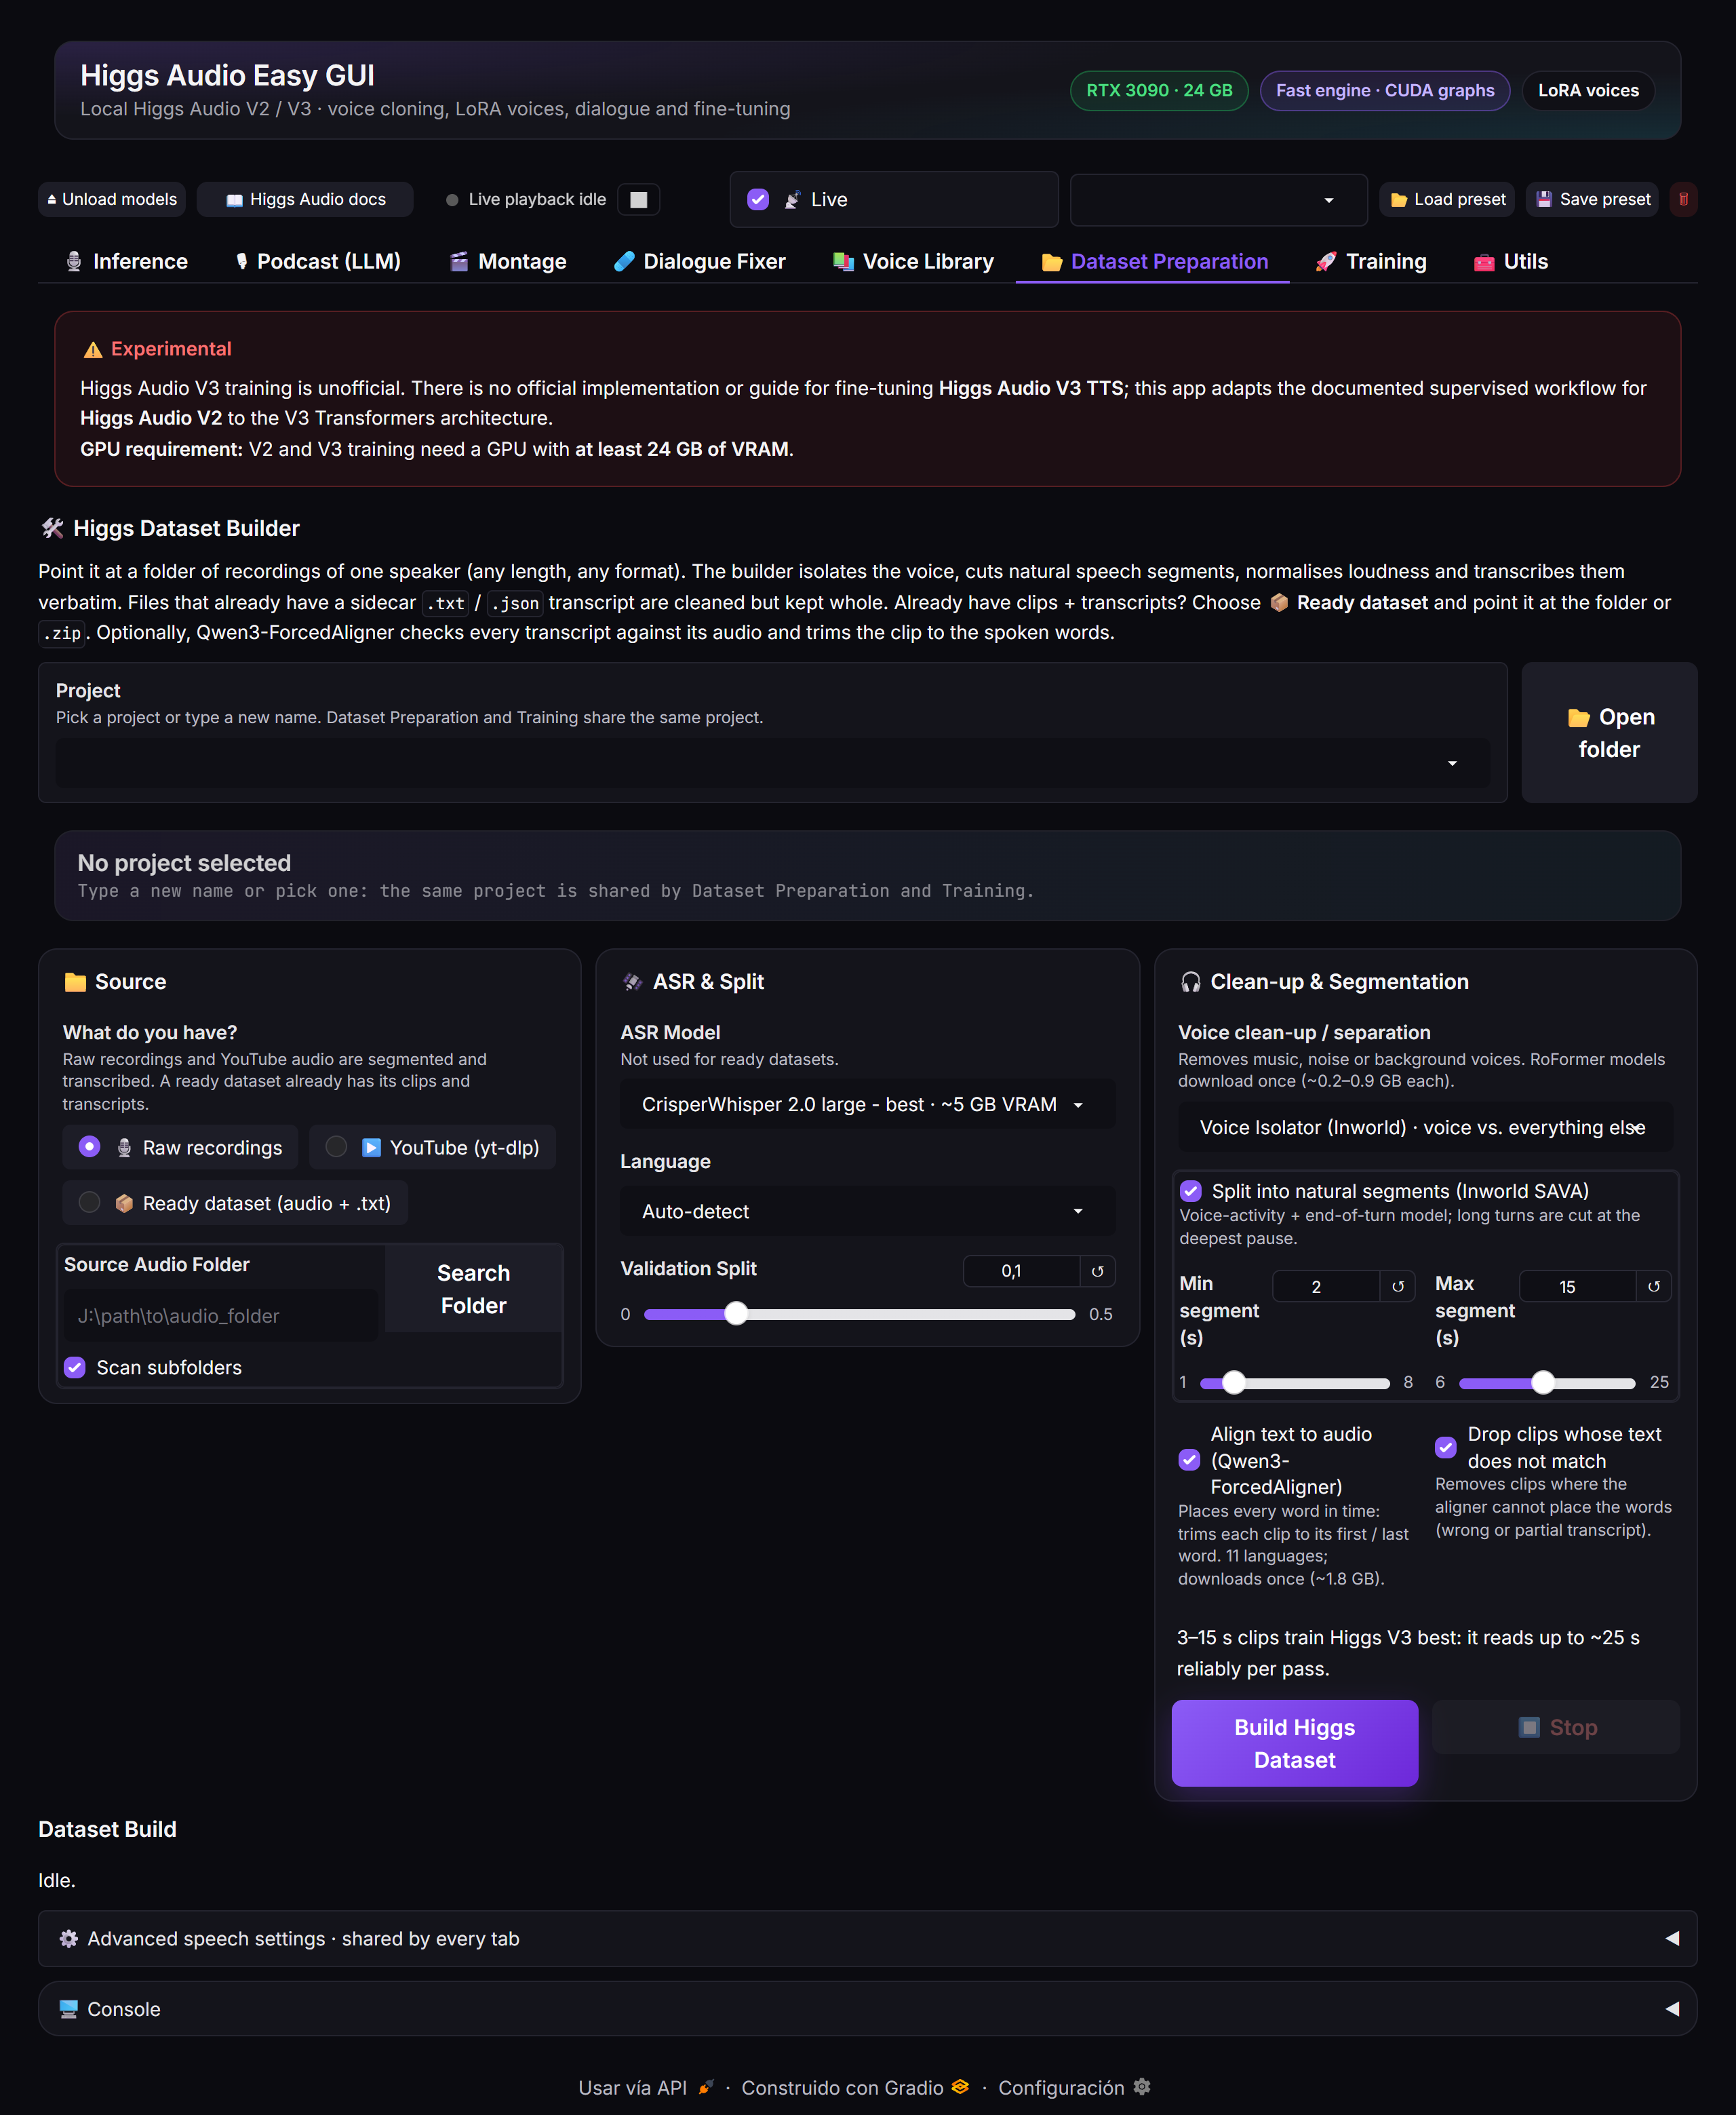 Higgs Audio Easy GUI
Local Higgs Audio V2 / V3 · voice cloning, LoRA voices, dialogue and fine-tuning
RTX 3090 · 24 GB
Fast engine · CUDA graphs
LoRA voices
Unload models
Higgs Audio docs
Live playback idle
Live
Load preset
Save preset
Inference
Podcast (LLM)
Montage
Dialogue Fixer
Voice Library
Dataset Preparation
Training
Utils
Experimental
Higgs Audio V3 training is unofficial. There is no official implementation or guide for fine-tuning Higgs Audio V3 TTS; this app adapts the documented supervised workflow for
Higgs Audio V2 to the V3 Transformers architecture.
GPU requirement: V2 and V3 training need a GPU with at least 24 GB of VRAM.
Higgs Dataset Builder
Point it at a folder of recordings of one speaker (any length, any format). The builder isolates the voice, cuts natural speech segments, normalises loudness and transcribes them
verbatim. Files that already have a sidecar .txt / .json transcript are cleaned but kept whole. Already have clips + transcripts? Choose Ready dataset and point it at the folder or
.zip. Optionally, Qwen3-ForcedAligner checks every transcript against its audio and trims the clip to the spoken words.
Project
Pick a project or type a new name. Dataset Preparation and Training share the same project.
Open
folder
No project selected
Type a new name or pick one: the same project is shared by Dataset Preparation and Training.
Source
What do you have?
Raw recordings and YouTube audio are segmented and
transcribed. A ready dataset already has its clips and
transcripts.
Raw recordings
YouTube (yt-dlp)
Ready dataset (audio + .txt)
Source Audio Folder
J:\path\to\audio_folder
Search
Folder
Scan subfolders
ASR & Split
ASR Model
Not used for ready datasets.
CrisperWhisper 2.0 large - best · ~5 GB VRAM
Language
Auto-detect
Validation Split
0,1
0
0.5
Clean-up & Segmentation
Voice clean-up / separation
Removes music, noise or background voices. RoFormer models
download once (~0.2–0.9 GB each).
Voice Isolator (Inworld) · voice vs. everything else
Split into natural segments (Inworld SAVA)
Voice-activity + end-of-turn model; long turns are cut at the
deepest pause.
Min
segment
(s)
2
1
8
Max
segment
(s)
15
6
25
Align text to audio
(Qwen3-
ForcedAligner)
Places every word in time:
trims each clip to its first / last
word. 11 languages;
downloads once (~1.8 GB).
Drop clips whose text
does not match
Removes clips where the
aligner cannot place the words
(wrong or partial transcript).
3–15 s clips train Higgs V3 best: it reads up to ~25 s
reliably per pass.
Build Higgs
Dataset
Stop
Dataset Build
Idle.
Advanced speech settings · shared by every tab
Console
Usar vía API · Construido con Gradio · Configuración